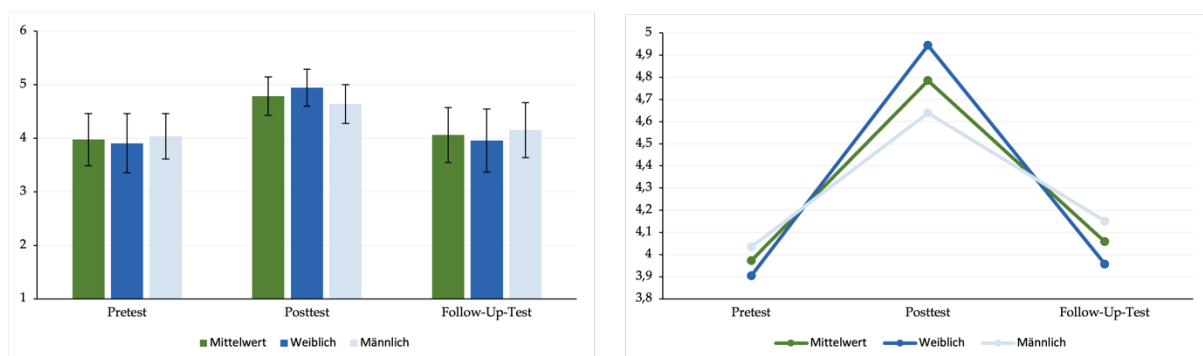 6
5
4
3
2
1
Pretest
Posttest
Follow-Up-Test
Mittelwert Weiblich Männlich
5
4,9
4,8
4,7
4,6
4,5
4,4
4,3
4,2
4,1
4
3,9
3,8
Pretest
Posttest
Follow-Up-Test
Mittelwert Weiblich Männlich